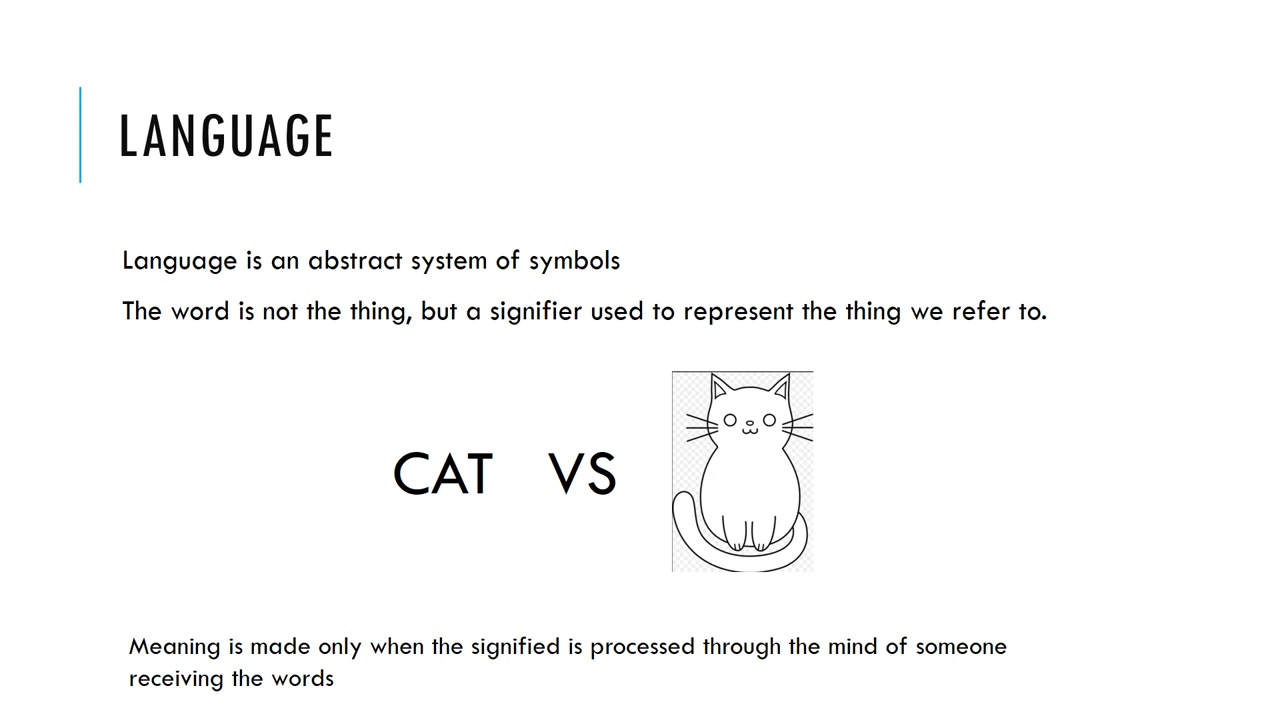 LANGUAGE
Language is an abstract system of symbols
The word is not the thing, but a signifier used to represent the thing we refer to.
CAT VS
Meaning is made only when the signified is processed through the mind of someone
receiving the words